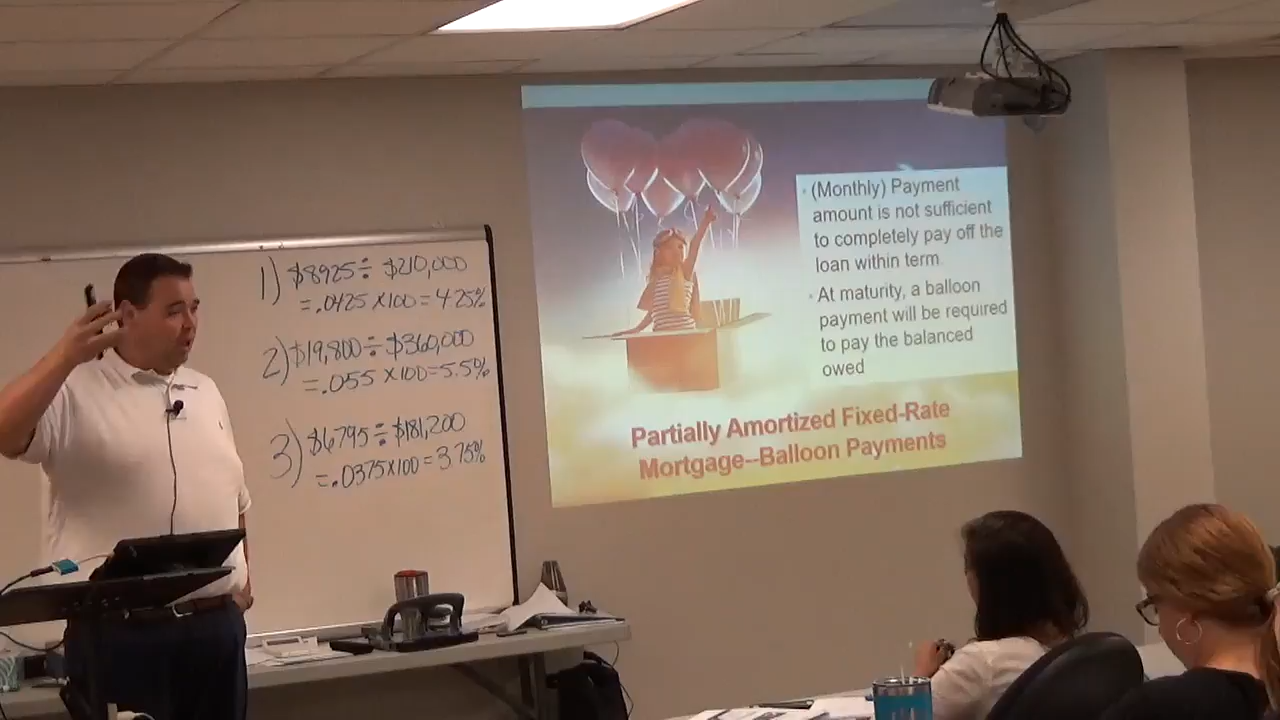 1) $8925 ÷ $210,000
= .0425 x100 = 4.25%
2) $19,800 ÷ $360,000
= .055 x100 = 5.5%
3) $6795 ÷ $181,200
= .0375x100 = 3.75%
· (Monthly) Payment
amount is not sufficient
to completely pay off the
loan within term
· At maturity, a balloon
payment will be required
to pay the balanced
owed
Partially Amortized Fixed-Rate
Mortgage--Balloon Payments